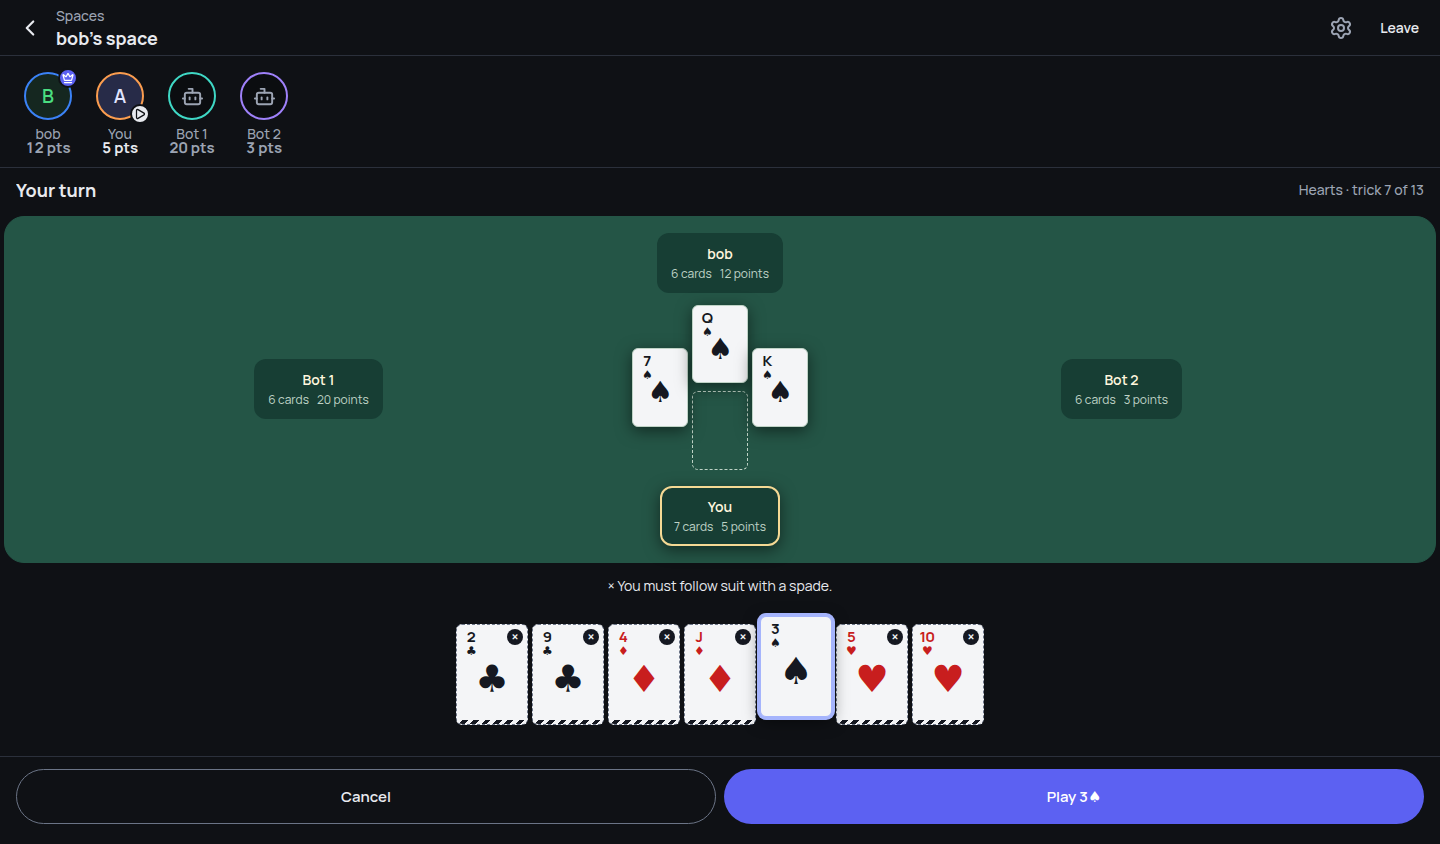 Spaces
bob's space
Leave
B
A
bob
12 pts
You
5 pts
Bot 1
20 pts
Bot 2
3 pts
Your turn
Hearts · trick 7 of 13
bob
6 cards 12 points
Q
♠
♠
7
♠
♠
K
♠
♠
Bot 1
6 cards 20 points
Bot 2
6 cards 3 points
You
7 cards 5 points
× You must follow suit with a spade.
2
♣
♣
×
9
♣
♣
×
4
♦
♦
×
J
♦
♦
×
3
♠
♠
5
♥
♥
×
10
♥
♥
×
Cancel
Play 3♠